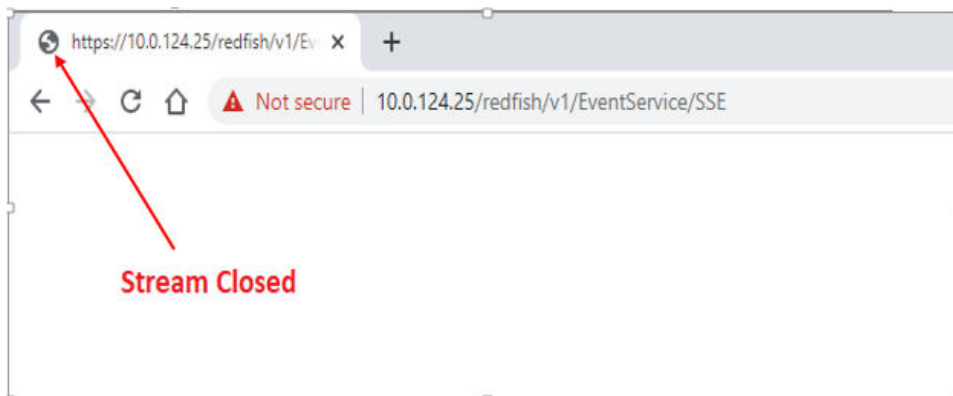 https://10.0.124.25/redfish/v1/Ev
Not secure | 10.0.124.25/redfish/v1/EventService/SSE
Stream Closed